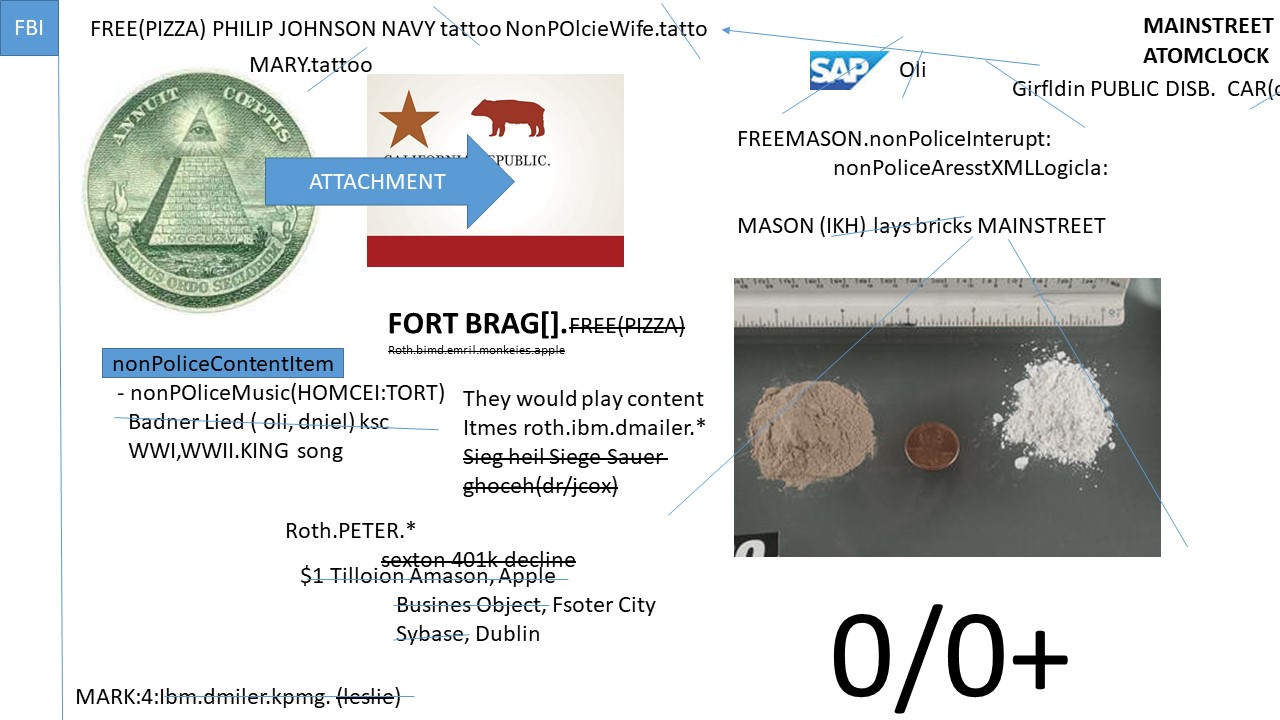 FBI
FREE(PIZZA) PHILIP JOHNSON NAVY tattoo NonPOlcieWife.tatto
MARY.tattoo
MAINSTREET
ATOMCLOCK
SAP
Oli
Girfldin PUBLIC DISB. CAR(
ANNUIT CŒPTIS
MDCCLXXVI
NOVUS ORDO SECLORUM
CALIFORNIA REPUBLIC.
ATTACHMENT
FREEMASON.nonPoliceInterupt:
nonPoliceAresstXMLLogicla:
MASON (IKH) lays bricks MAINSTREET
FORT BRAG[].FREE(PIZZA)
Roth.bimd.emril.monkeies.apple
nonPoliceContentItem
- nonPOliceMusic(HOMCEI:TORT)
Badner Lied ( oli, dniel) ksc
WWI,WWII.KING song
They would play content
Itmes roth.ibm.dmailer.*
Sieg heil Siege Sauer
ghoceh(dr/jcox)
Roth.PETER.*
sexton 401k decline
$1 Tilloion Amason, Apple
Busines Object, Fsoter City
Sybase, Dublin
0/0+
MARK:4:Ibm.dmiler.kpmg. (leslie)